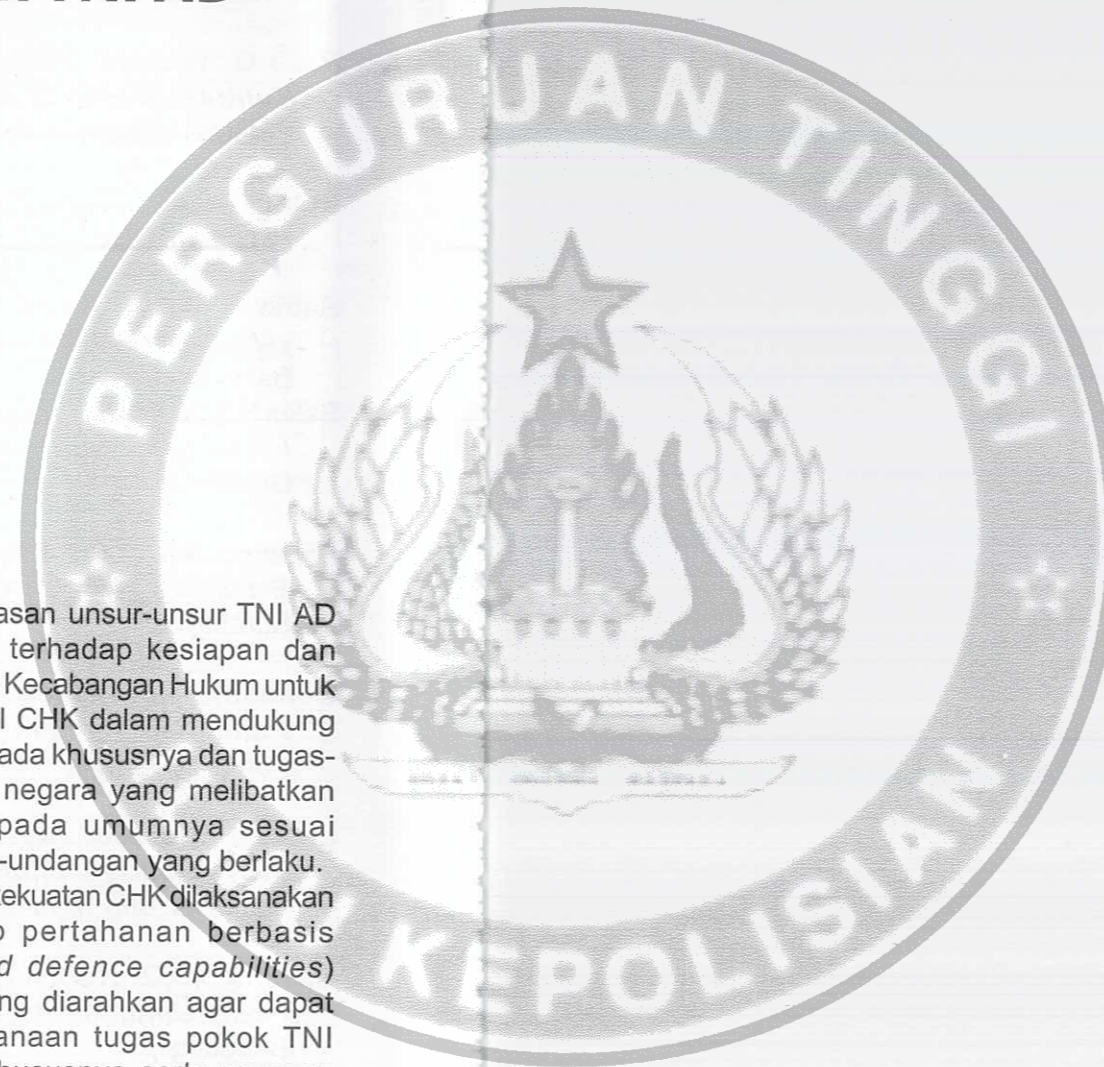 PERGURUAN TINGGI
ILMU KEPOLISIAN
asan unsur-unsur TNI AD
terhadap kesiapan dan
Kecabangan Hukum untuk
I CHK dalam mendukung
ada khususnya dan tugas-
negara yang melibatkan
pada umumnya sesuai
-undangan yang berlaku.
ekuatan CHK dilaksanakan
pertahanan berbasis
d defence capabilities)
ng diarahkan agar dapat
anaan tugas pokok TNI